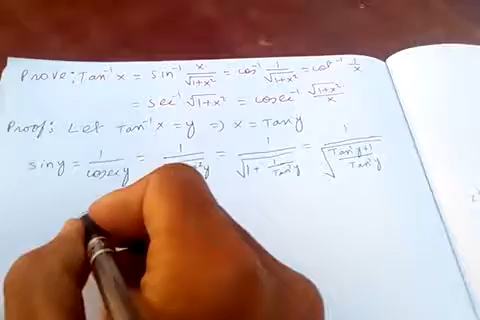 Prove: Tan⁻¹ x = sin⁻¹ x/√(1+x²) = cos⁻¹ 1/√(1+x²) = cot⁻¹ 1/x
= sec⁻¹ √(1+x²) = cosec⁻¹ √(1+x²)/x
Proof: Let Tan⁻¹ x = y ⇒ x = Tan y
sin y = 1/cosec y = 1/ ²y = 1/√(1 + 1/Tan²y) = 1/√((Tan²y+1)/Tan²y)